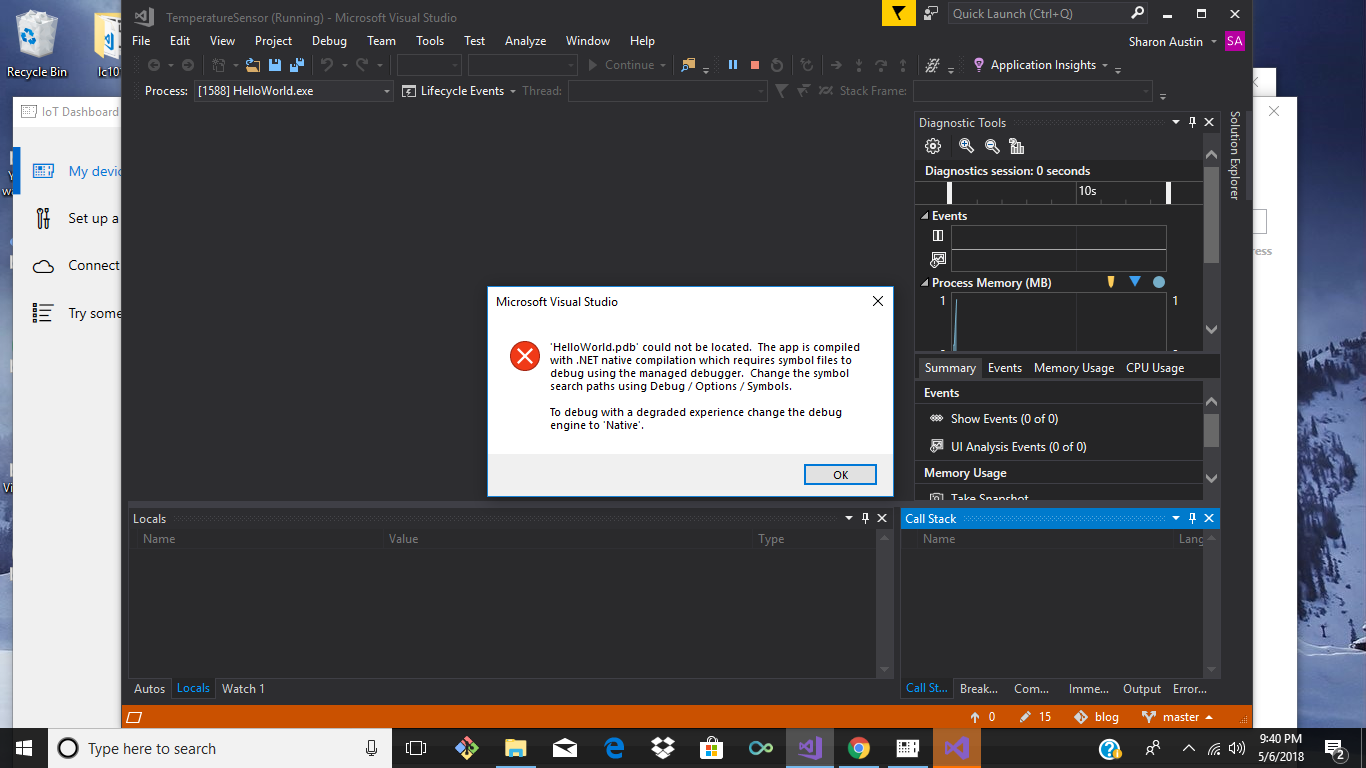 Recycle Bin
lc10
TemperatureSensor (Running) - Microsoft Visual Studio
Quick Launch (Ctrl+Q)
File Edit View Project Debug Team Tools Test Analyze Window Help
Sharon Austin SA
Continue
Application Insights
Process: [1588] HelloWorld.exe
Lifecycle Events Thread:
Stack Frame:
IoT Dashboard
My devic
Set up a
Connect
Try some
Diagnostic Tools
Solution Explorer
Diagnostics session: 0 seconds
10s
Events
Process Memory (MB)
1 1
Summary Events Memory Usage CPU Usage
Events
Show Events (0 of 0)
UI Analysis Events (0 of 0)
Memory Usage
Take Snapshot
ress
Microsoft Visual Studio
'HelloWorld.pdb' could not be located. The app is compiled
with .NET native compilation which requires symbol files to
debug using the managed debugger. Change the symbol
search paths using Debug / Options / Symbols.
To debug with a degraded experience change the debug
engine to 'Native'.
OK
Locals
Name Value Type
Call Stack
Name Lang
Autos Locals Watch 1
Call St... Break... Com... Imme... Output Error...
0 15 blog master
Type here to search
9:40 PM
5/6/2018
2